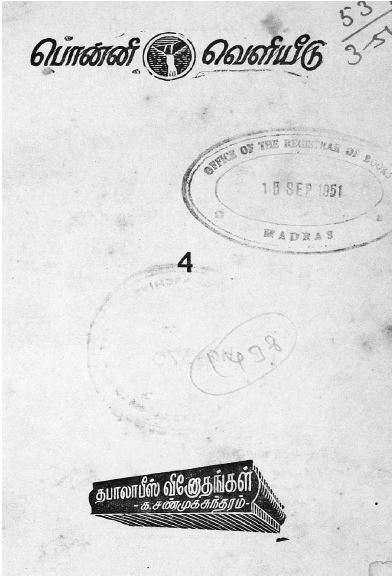 பொன்னி வெளியீடு
53
3-51
OFFICE OF THE REGISTRAR OF BOOKS
15 SEP 1951
MADRAS
4
தபாலாபீஸ் வினோதங்கள்
- க. சண்முகசுந்தரம் -